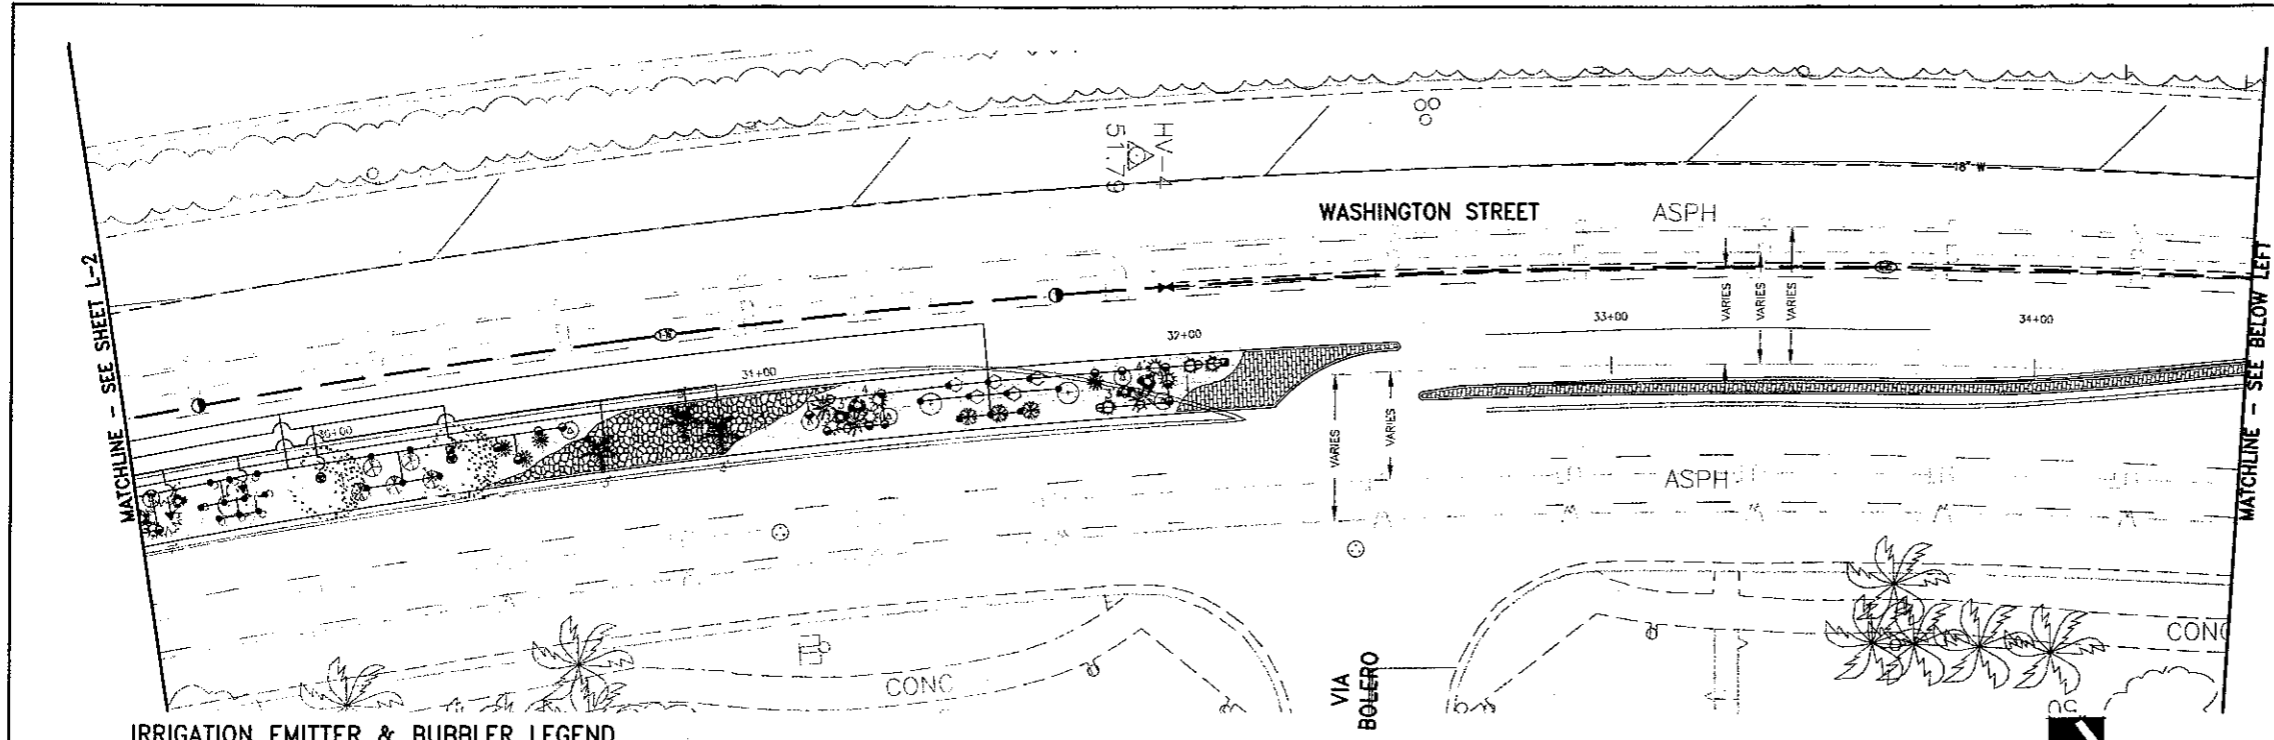 HV-4
51.79
WASHINGTON STREET
ASPH
18" W
MATCHLINE - SEE SHEET L-2
MATCHLINE - SEE BELOW LEFT
VARIES
VARIES
VARIES
30+00
31+00
32+00
33+00
34+00
VARIES
VARIES
ASPH
CONC
CONC
VIA
BOLERO
IRRIGATION EMITTER & BUBBLER LEGEND